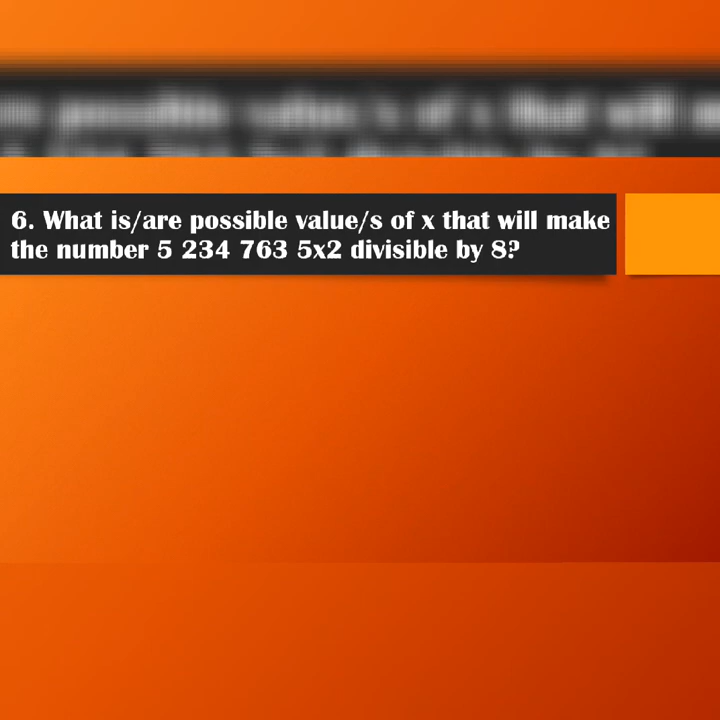 6. What is/are possible value/s of x that will make
the number 5 234 763 5x2 divisible by 8?